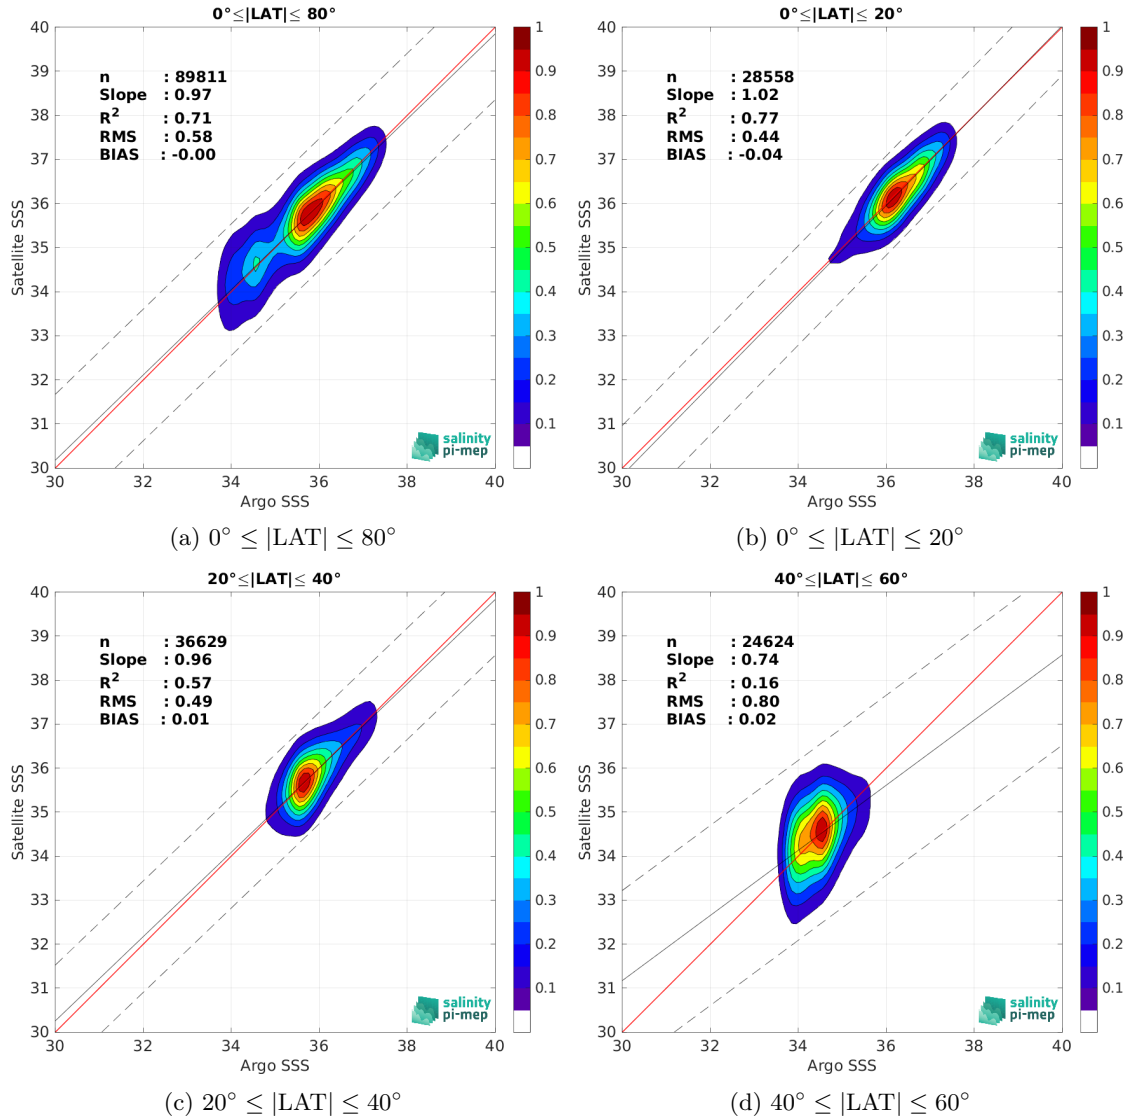 0°≤|LAT|≤ 80°
n : 89811
Slope : 0.97
R² : 0.71
RMS : 0.58
BIAS : -0.00
Satellite SSS
40
39
38
37
36
35
34
33
32
31
30
30 32 34 36 38 40
Argo SSS
1
0.9
0.8
0.7
0.6
0.5
0.4
0.3
0.2
0.1
salinity
pi-mep
(a) 0° ≤ |LAT| ≤ 80°
0°≤|LAT|≤ 20°
n : 28558
Slope : 1.02
R² : 0.77
RMS : 0.44
BIAS : -0.04
Satellite SSS
40
39
38
37
36
35
34
33
32
31
30
30 32 34 36 38 40
Argo SSS
1
0.9
0.8
0.7
0.6
0.5
0.4
0.3
0.2
0.1
salinity
pi-mep
(b) 0° ≤ |LAT| ≤ 20°
20°≤|LAT|≤ 40°
n : 36629
Slope : 0.96
R² : 0.57
RMS : 0.49
BIAS : 0.01
Satellite SSS
40
39
38
37
36
35
34
33
32
31
30
30 32 34 36 38 40
Argo SSS
1
0.9
0.8
0.7
0.6
0.5
0.4
0.3
0.2
0.1
salinity
pi-mep
(c) 20° ≤ |LAT| ≤ 40°
40°≤|LAT|≤ 60°
n : 24624
Slope : 0.74
R² : 0.16
RMS : 0.80
BIAS : 0.02
Satellite SSS
40
39
38
37
36
35
34
33
32
31
30
30 32 34 36 38 40
Argo SSS
1
0.9
0.8
0.7
0.6
0.5
0.4
0.3
0.2
0.1
salinity
pi-mep
(d) 40° ≤ |LAT| ≤ 60°